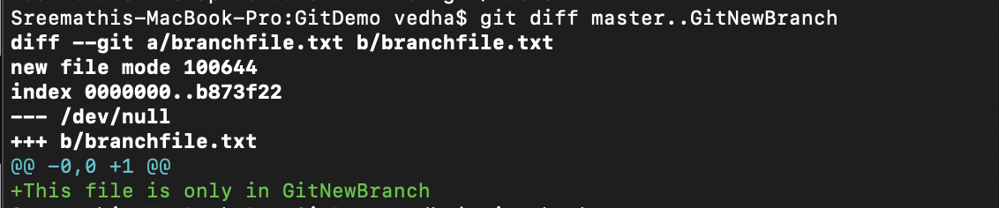 Sreemathis-MacBook-Pro:GitDemo vedha$ git diff master..GitNewBranch
diff --git a/branchfile.txt b/branchfile.txt
new file mode 100644
index 0000000..b873f22
--- /dev/null
+++ b/branchfile.txt
@@ -0,0 +1 @@
+This file is only in GitNewBranch